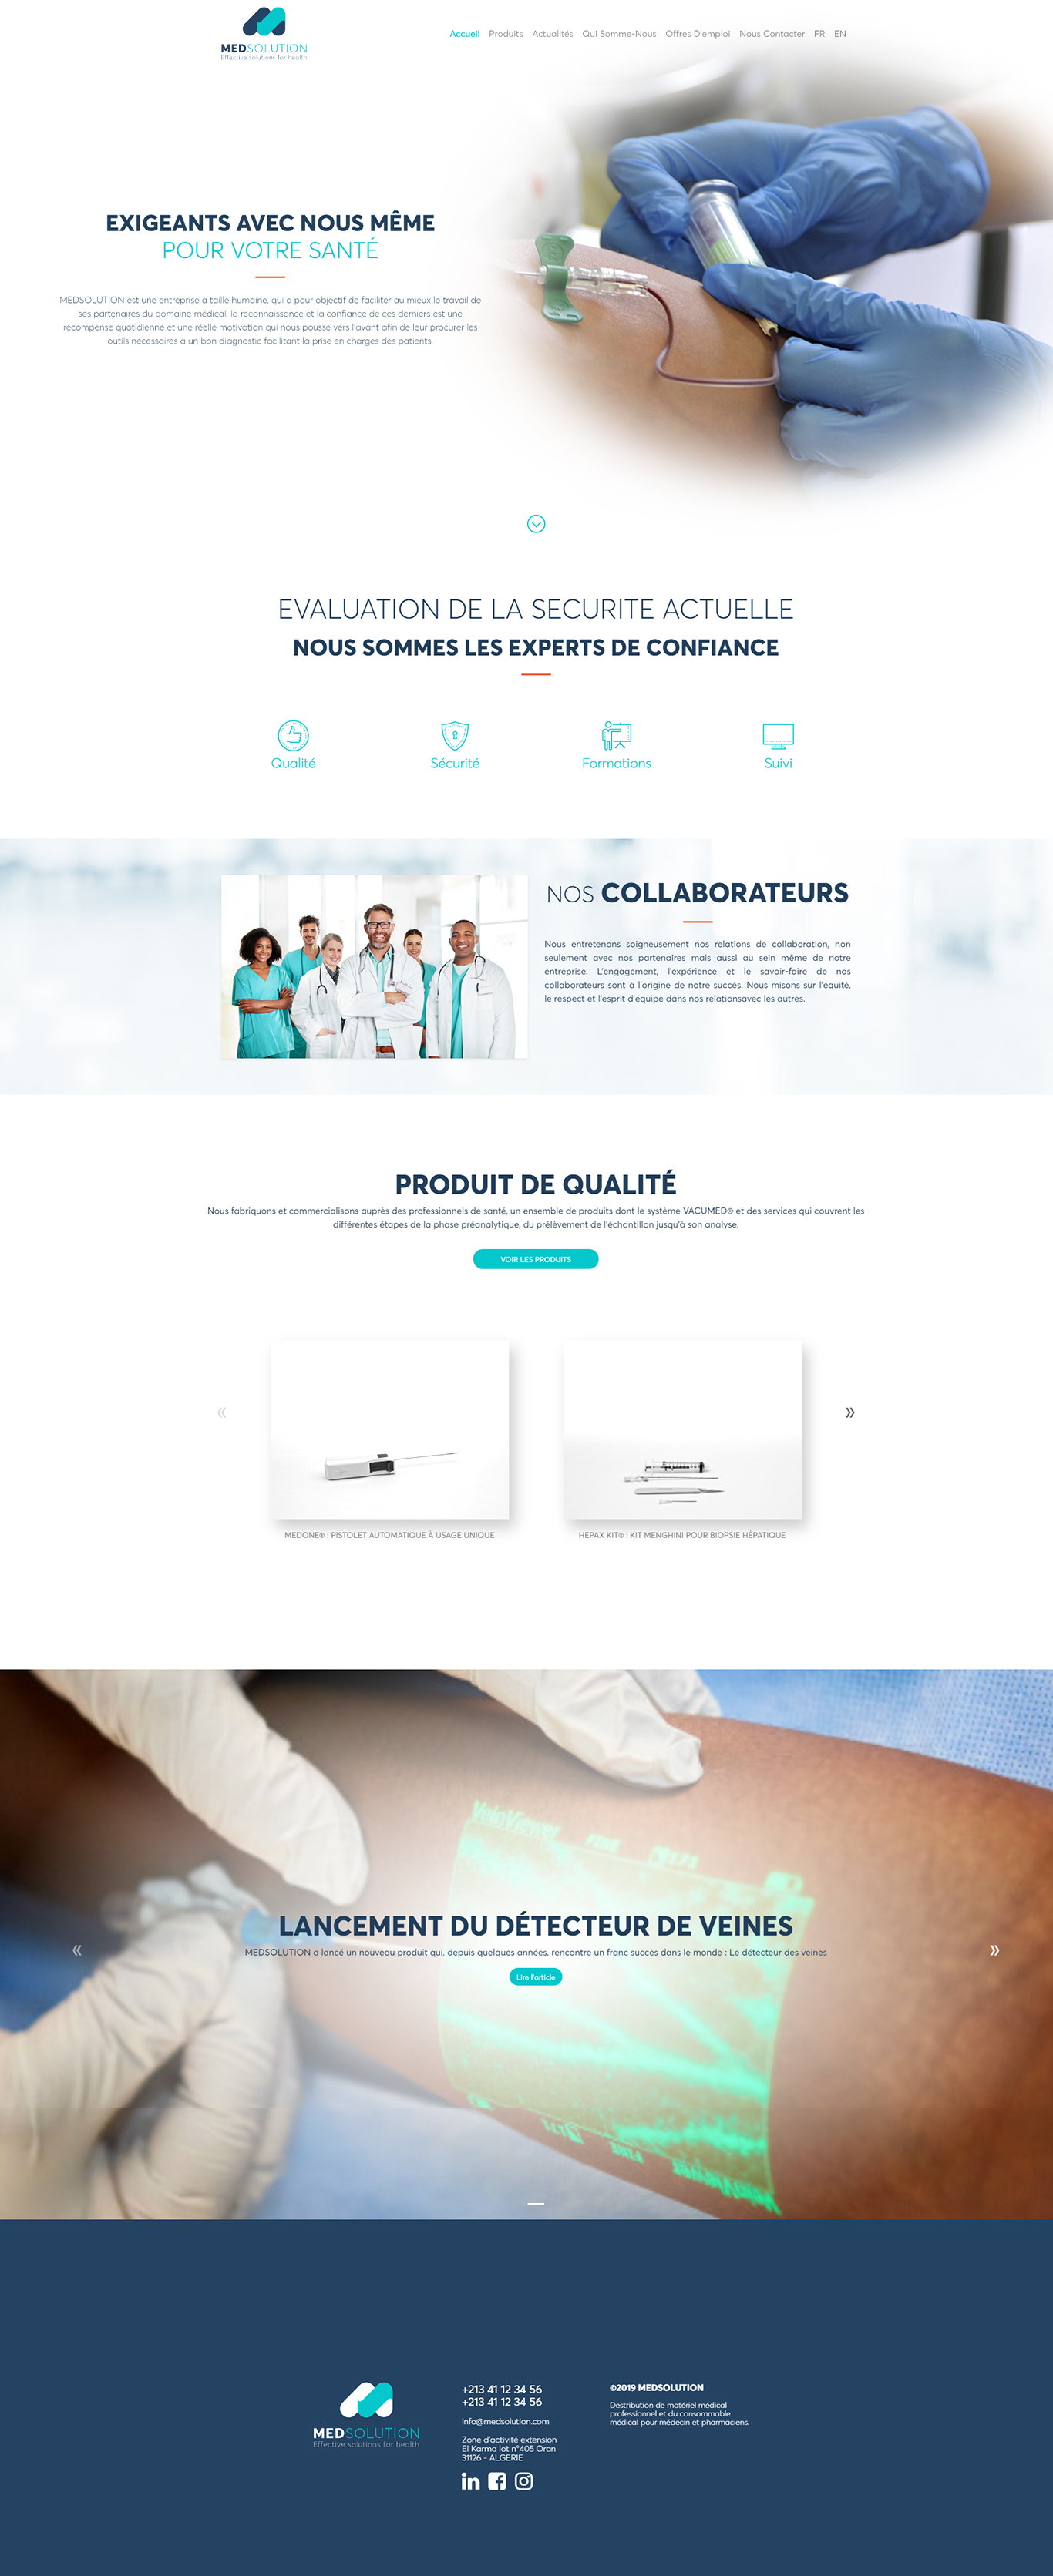 MEDSOLUTION
Effective solutions for health
Accueil Produits Actualités Qui Somme-Nous Offres D'emploi Nous Contacter FR EN
EXIGEANTS AVEC NOUS MÊME
POUR VOTRE SANTÉ
MEDSOLUTION est une entreprise à taille humaine, qui a pour objectif de faciliter au mieux le travail de
ses partenaires du domaine médical, la reconnaissance et la confiance de ces derniers est une
récompense quotidienne et une réelle motivation qui nous pousse vers l'avant afin de leur procurer les
outils nécessaires à un bon diagnostic facilitant la prise en charges des patients.
EVALUATION DE LA SECURITE ACTUELLE
NOUS SOMMES LES EXPERTS DE CONFIANCE
Qualité Sécurité Formations Suivi
NOS COLLABORATEURS
Nous entretenons soigneusement nos relations de collaboration, non
seulement avec nos partenaires mais aussi au sein même de notre
entreprise. L'engagement, l'expérience et le savoir-faire de nos
collaborateurs sont à l'origine de notre succès. Nous misons sur l'équité,
le respect et l'esprit d'équipe dans nos relationsavec les autres.
PRODUIT DE QUALITÉ
Nous fabriquons et commercialisons auprès des professionnels de santé, un ensemble de produits dont le système VACUMED® et des services qui couvrent les
différentes étapes de la phase préanalytique, du prélèvement de l'échantillon jusqu'à son analyse.
VOIR LES PRODUITS
MEDONE® : PISTOLET AUTOMATIQUE À USAGE UNIQUE
HEPAX KIT® : KIT MENGHINI POUR BIOPSIE HÉPATIQUE
VeinViewer
LANCEMENT DU DÉTECTEUR DE VEINES
MEDSOLUTION a lancé un nouveau produit qui, depuis quelques années, rencontre un franc succès dans le monde : Le détecteur des veines
Lire l'article
MEDSOLUTION
Effective solutions for health
+213 41 12 34 56
+213 41 12 34 56
info@medsolution.com
Zone d'activité extension
El Karma lot n°405 Oran
31126 - ALGERIE
©2019 MEDSOLUTION
Destribution de matériel médical
professionnel et du consommable
médical pour médecin et pharmaciens.